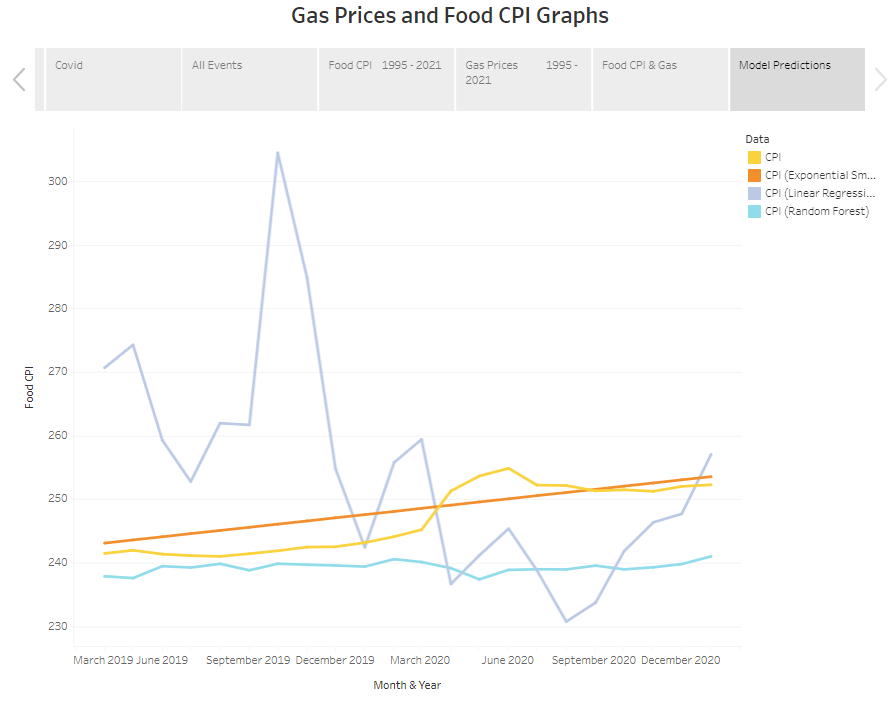 Gas Prices and Food CPI Graphs
Covid
All Events
Food CPI 1995 - 2021
Gas Prices 1995 -
2021
Food CPI & Gas
Model Predictions
Data
CPI
CPI (Exponential Sm...
CPI (Linear Regressi...
CPI (Random Forest)
300
290
280
270
260
250
240
230
Food CPI
March 2019 June 2019 September 2019 December 2019 March 2020 June 2020 September 2020 December 2020
Month & Year